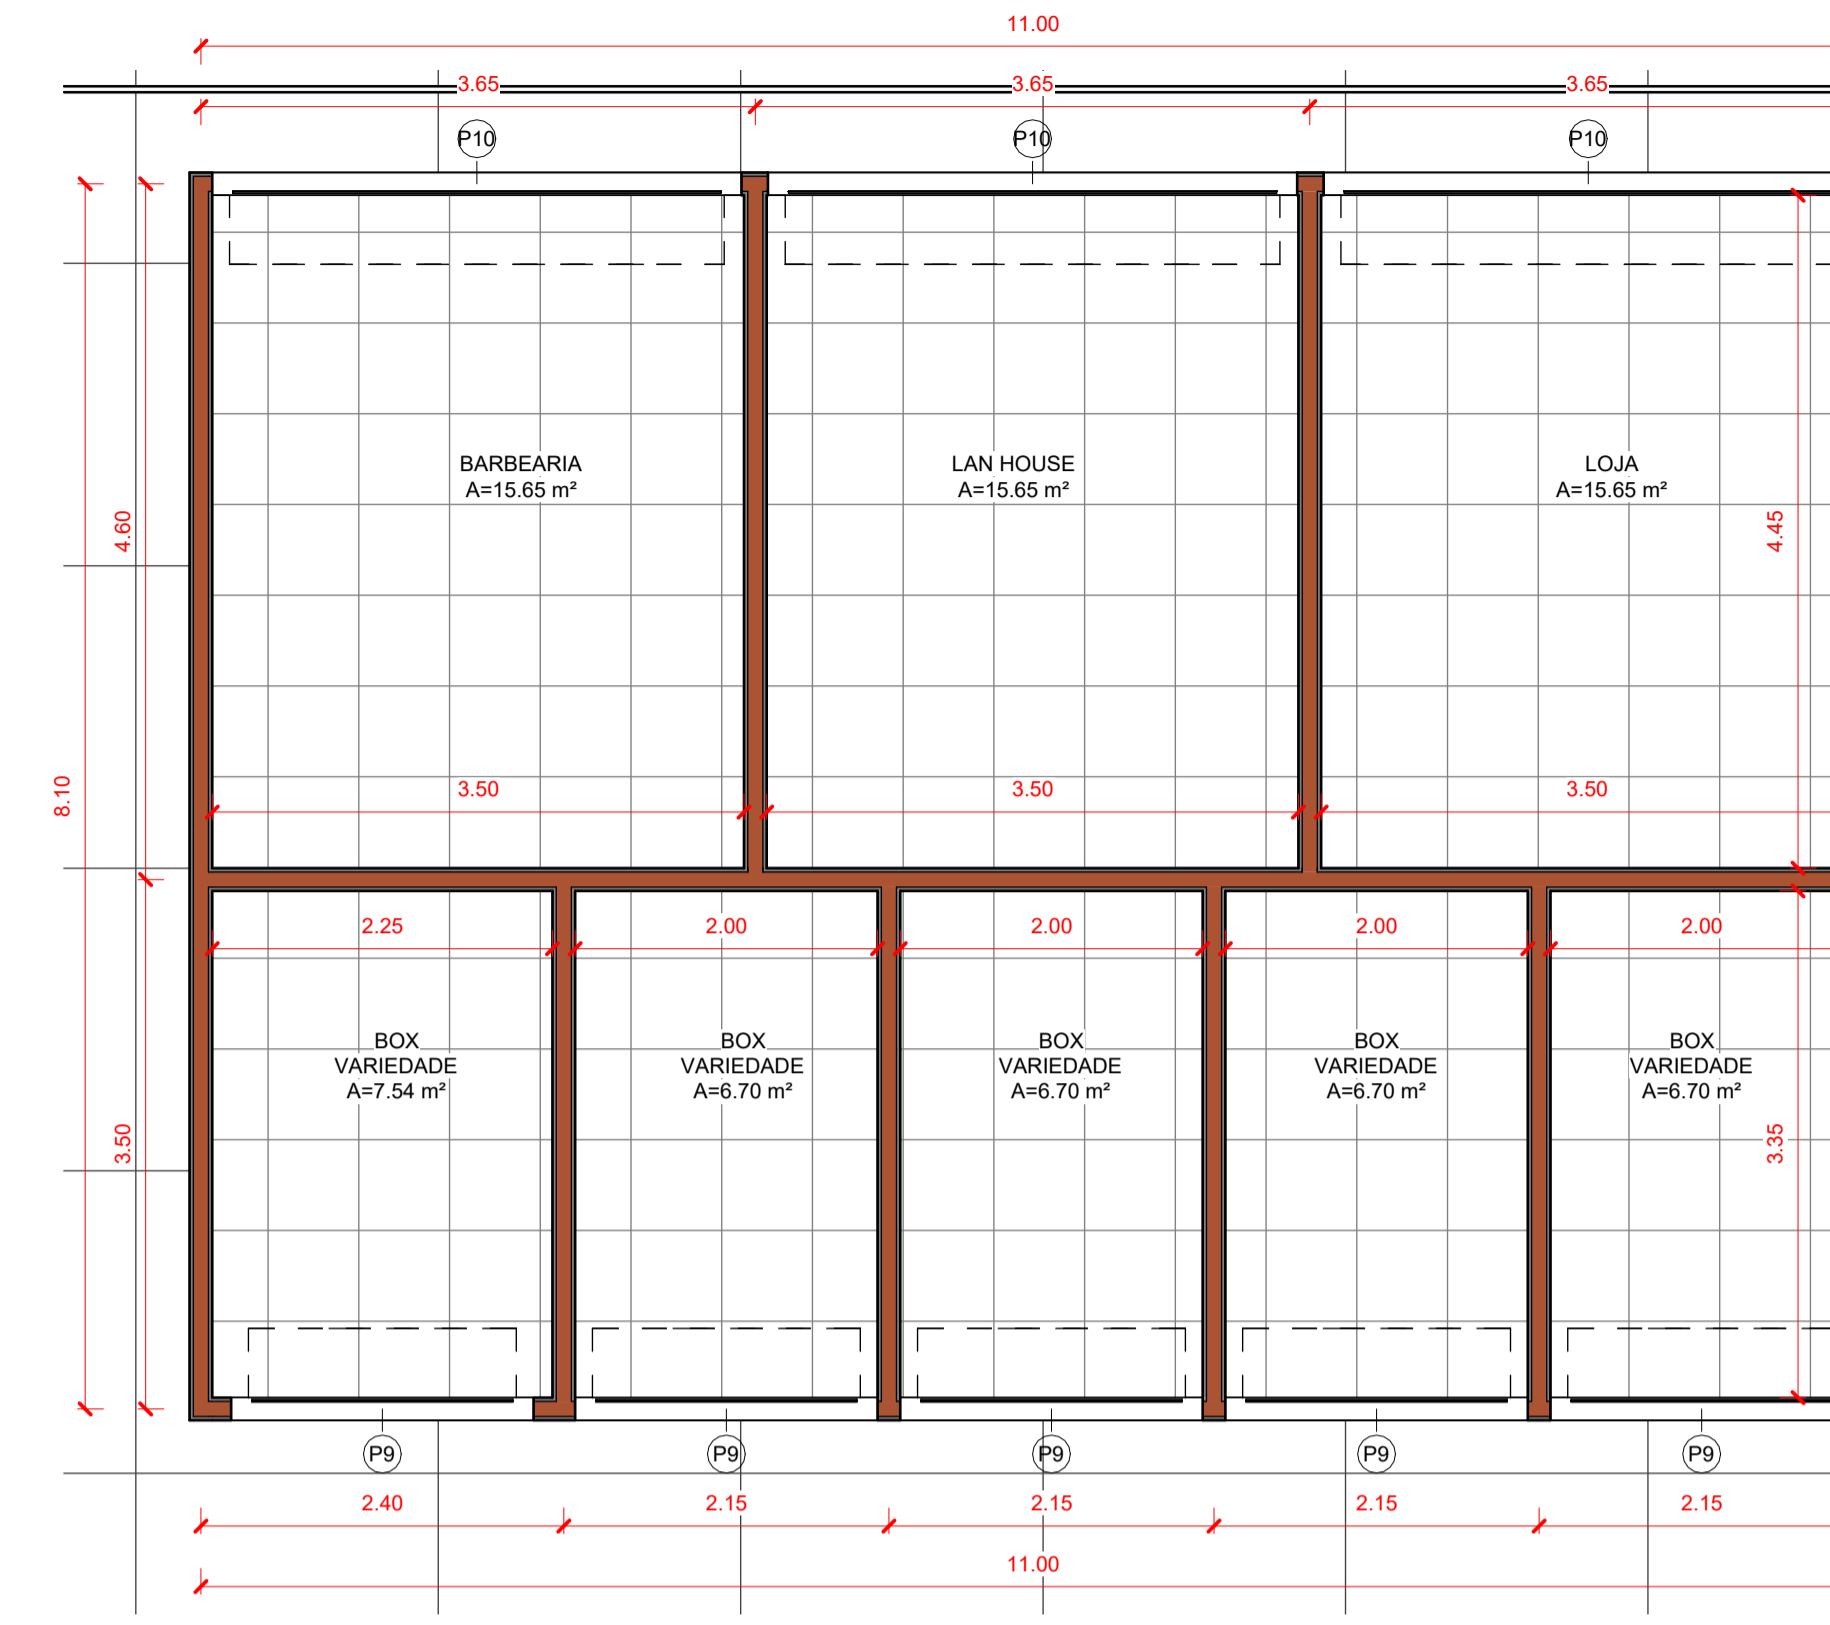 11.00
3.65 3.65 3.65
P10 P10 P10
BARBEARIA
A=15.65 m²
LAN HOUSE
A=15.65 m²
LOJA
A=15.65 m²
4.60
4.45
8.10
3.50 3.50 3.50
2.25 2.00 2.00 2.00 2.00
BOX
VARIEDADE
A=7.54 m²
BOX
VARIEDADE
A=6.70 m²
BOX
VARIEDADE
A=6.70 m²
BOX
VARIEDADE
A=6.70 m²
BOX
VARIEDADE
A=6.70 m²
3.50
3.35
P9 P9 P9 P9 P9
2.40 2.15 2.15 2.15 2.15
11.00